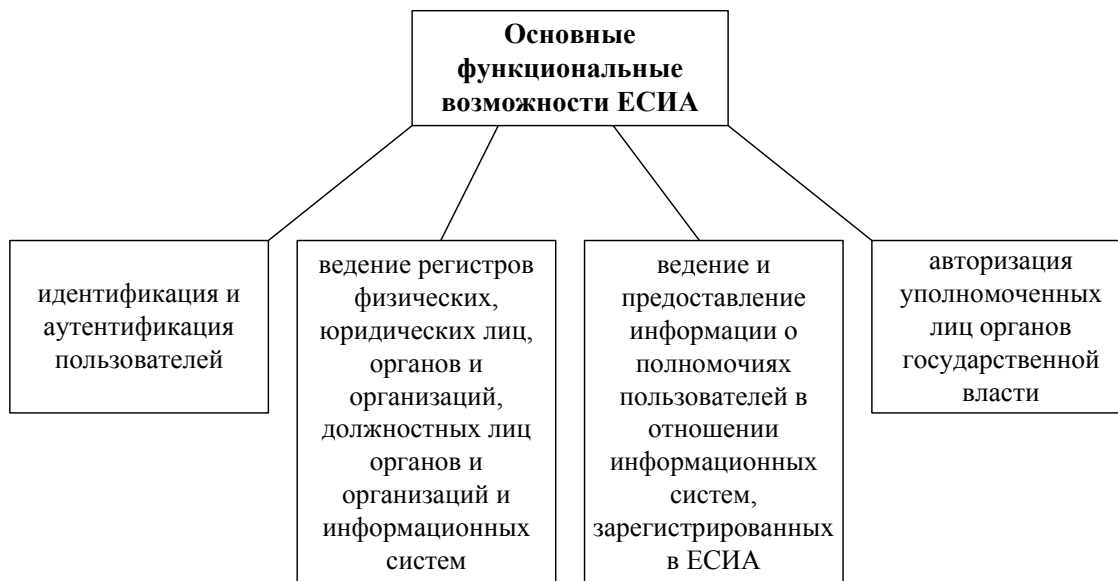 Основные
функциональные
возможности ЕСИА
идентификация и
аутентификация
пользователей
ведение регистров
физических,
юридических лиц,
органов и
организаций,
должностных лиц
органов и
организаций и
информационных
систем
ведение и
предоставление
информации о
полномочиях
пользователей в
отношении
информационных
систем,
зарегистрированных
в ЕСИА
авторизация
уполномоченных
лиц органов
государственной
власти